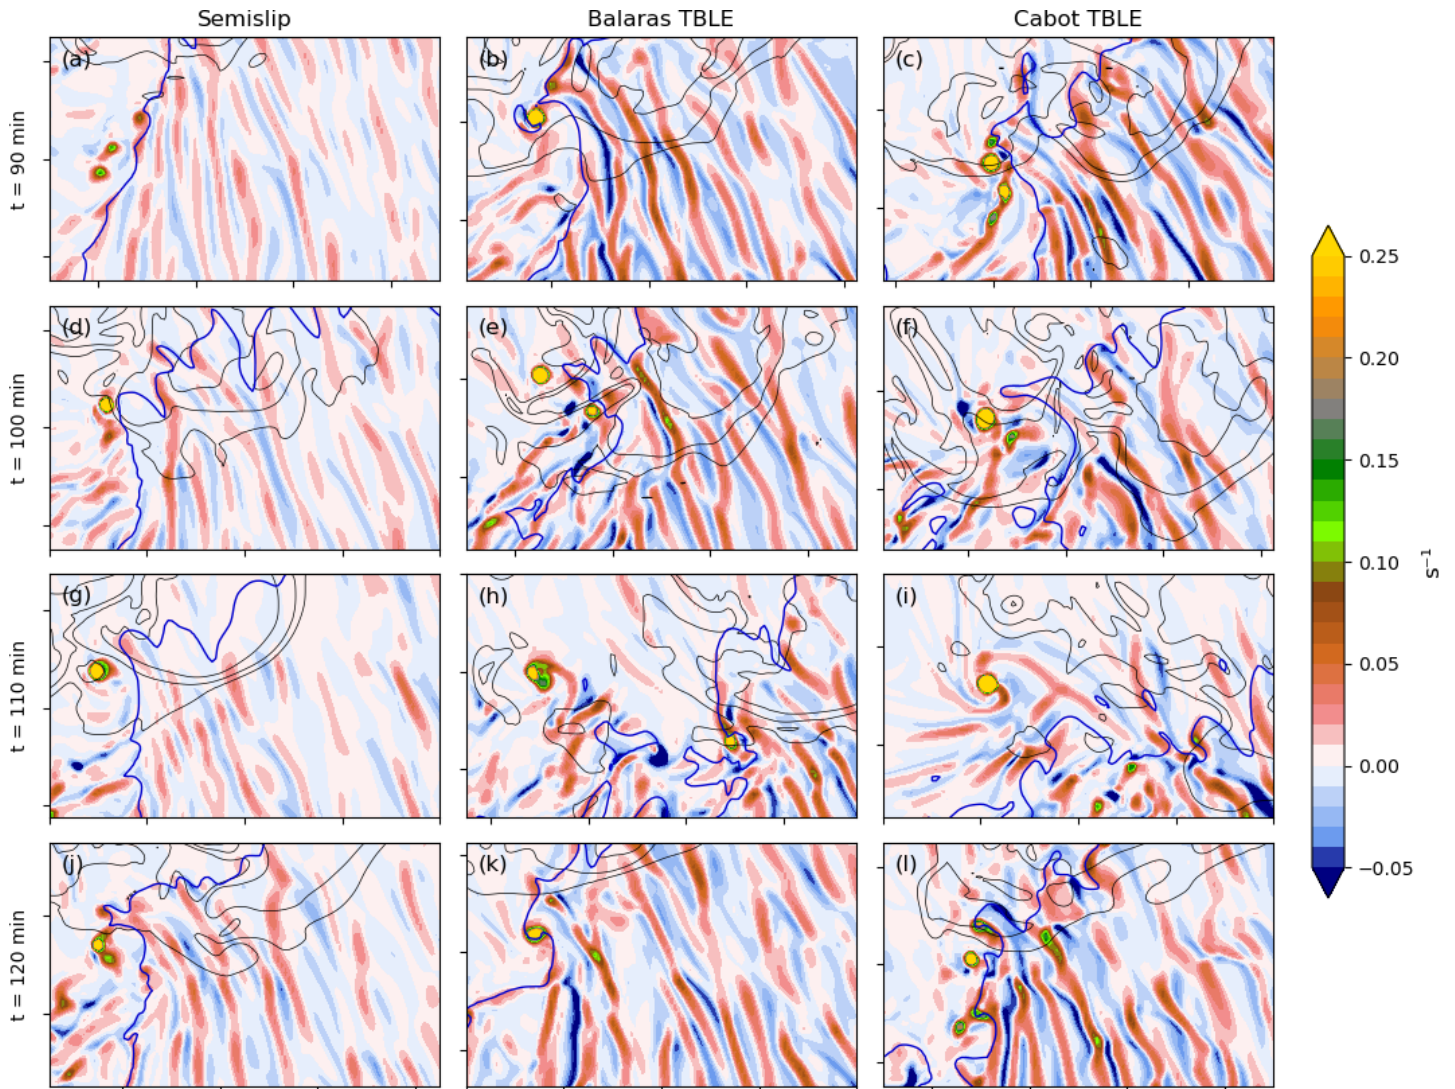 Semislip Balaras TBLE Cabot TBLE
t = 90 min (a) (b) (c)
t = 100 min (d) (e) (f)
t = 110 min (g) (h) (i)
t = 120 min (j) (k) (l)
0.25
0.20
0.15
0.10
0.05
0.00
−0.05
s⁻¹